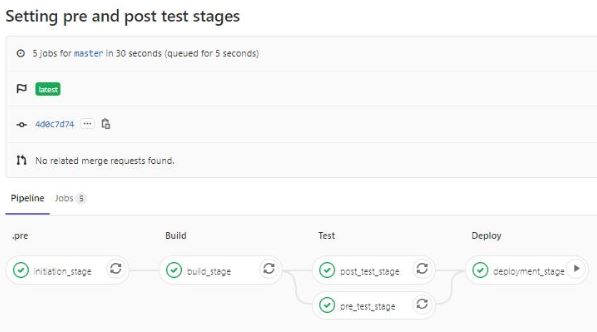 Setting pre and post test stages
5 jobs for master in 30 seconds (queued for 5 seconds)
latest
4d0c7d74 ...
No related merge requests found.
Pipeline Jobs 5
.pre Build Test Deploy
initiation_stage build_stage post_test_stage deployment_stage
pre_test_stage